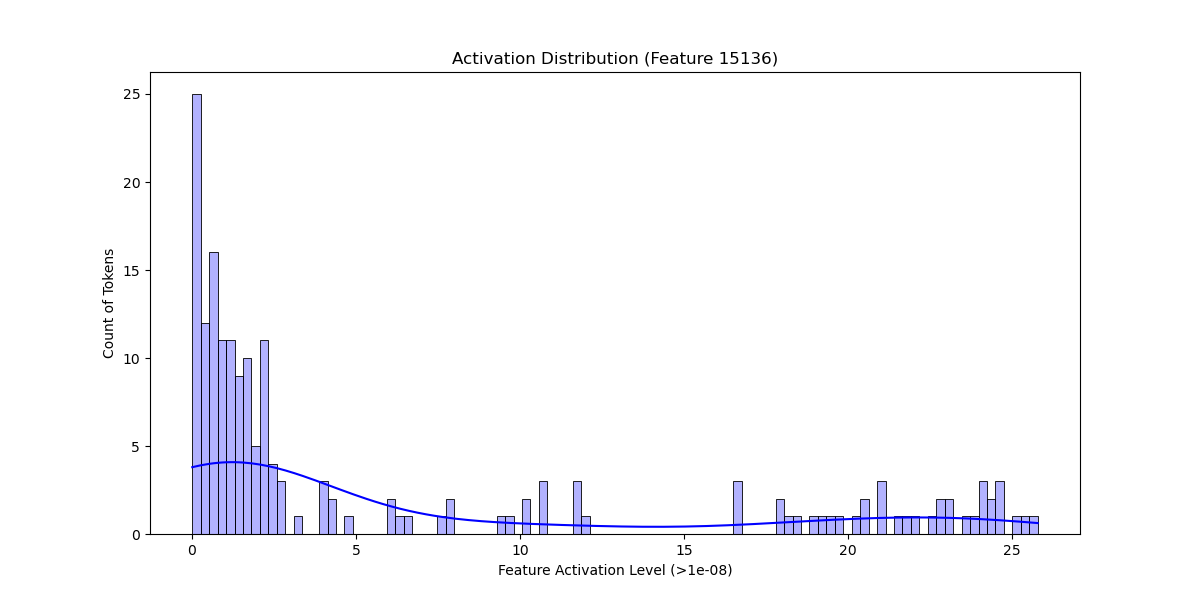 Activation Distribution (Feature 15136)
25
20
15
10
5
0
Count of Tokens
0 5 10 15 20 25
Feature Activation Level (>1e-08)